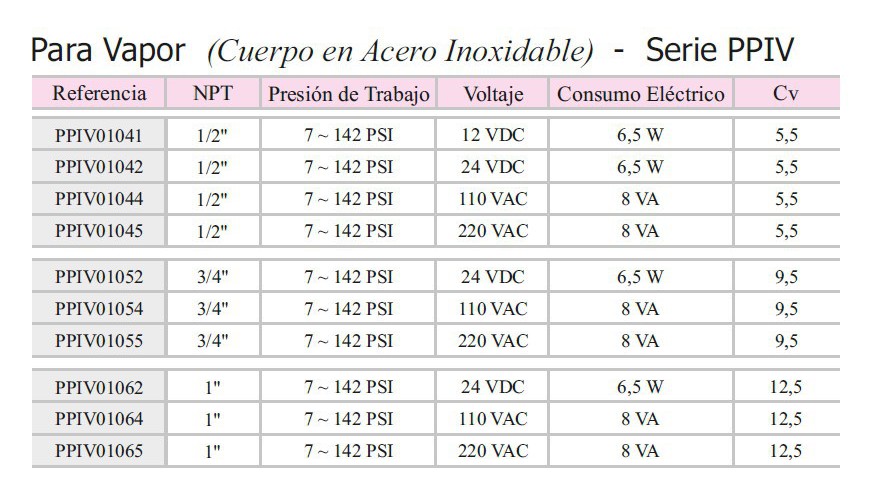 Para Vapor (Cuerpo en Acero Inoxidable) - Serie PPIV
Referencia NPT Presión de Trabajo Voltaje Consumo Eléctrico Cv
PPIV01041 1/2" 7 ~ 142 PSI 12 VDC 6,5 W 5,5
PPIV01042 1/2" 7 ~ 142 PSI 24 VDC 6,5 W 5,5
PPIV01044 1/2" 7 ~ 142 PSI 110 VAC 8 VA 5,5
PPIV01045 1/2" 7 ~ 142 PSI 220 VAC 8 VA 5,5
PPIV01052 3/4" 7 ~ 142 PSI 24 VDC 6,5 W 9,5
PPIV01054 3/4" 7 ~ 142 PSI 110 VAC 8 VA 9,5
PPIV01055 3/4" 7 ~ 142 PSI 220 VAC 8 VA 9,5
PPIV01062 1" 7 ~ 142 PSI 24 VDC 6,5 W 12,5
PPIV01064 1" 7 ~ 142 PSI 110 VAC 8 VA 12,5
PPIV01065 1" 7 ~ 142 PSI 220 VAC 8 VA 12,5